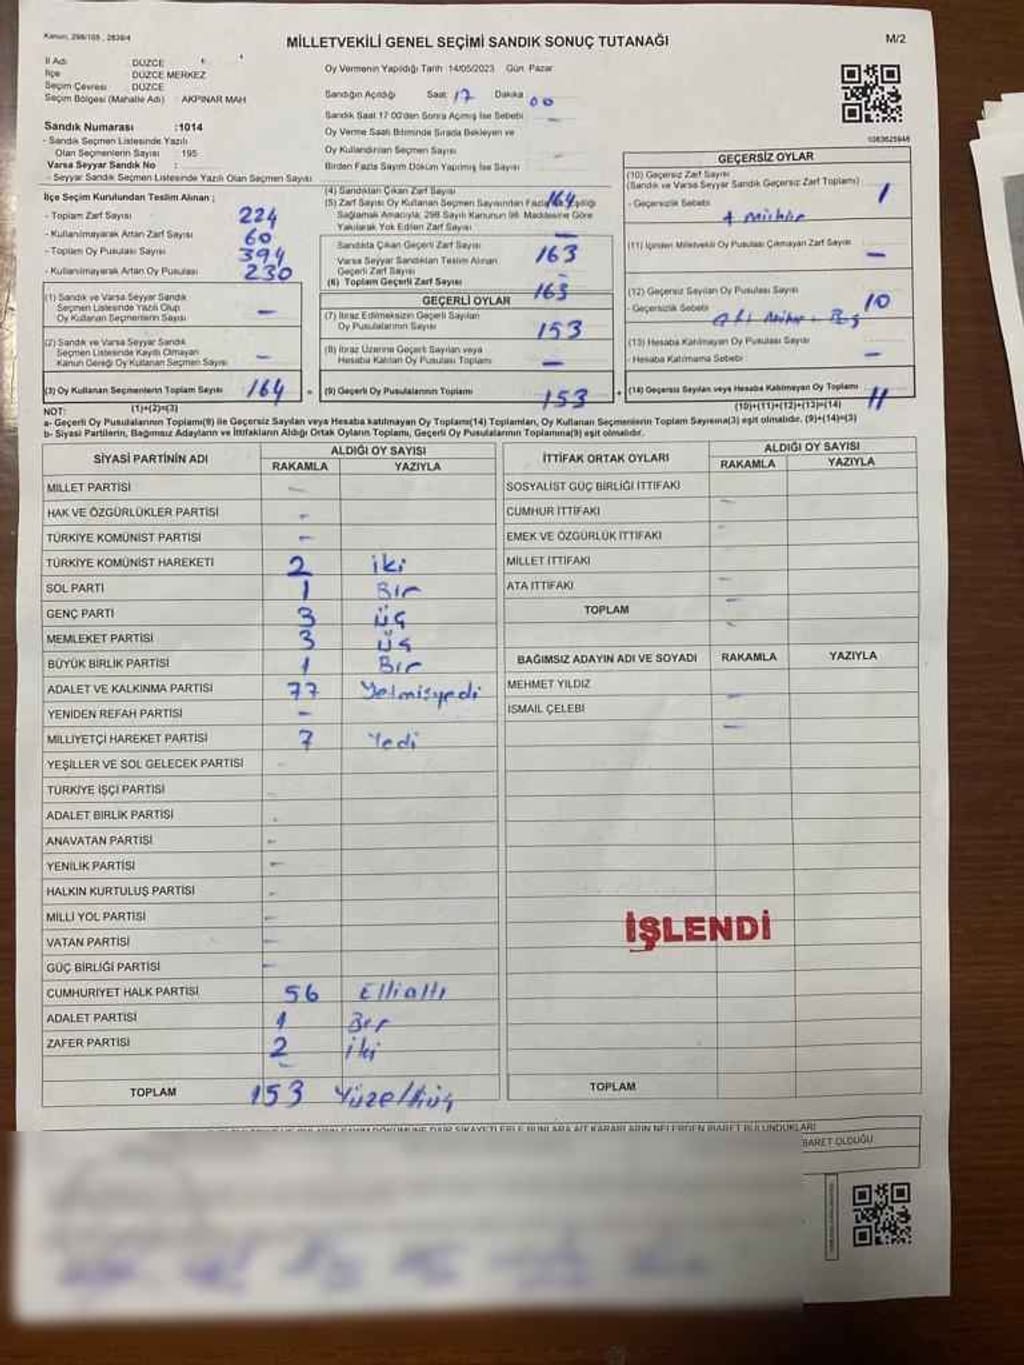 Kanun, 298/105 , 2839/4
MİLLETVEKİLİ GENEL SEÇİMİ SANDIK SONUÇ TUTANAĞI
M/2
İl Adı DÜZCE
İlçe DÜZCE MERKEZ
Seçim Çevresi DÜZCE
Seçim Bölgesi (Mahalle Adı) : AKPINAR MAH
Sandık Numarası :1014
- Sandık Seçmen Listesinde Yazılı
Olan Seçmenlerin Sayısı : 195
Varsa Seyyar Sandık No :
- Seyyar Sandık Seçmen Listesinde Yazılı Olan Seçmen Sayısı
Oy Vermenin Yapıldığı Tarih :14/05/2023 Gün :Pazar
Sandığın Açıldığı Saat 17 Dakika 00
Sandık Saat 17:00'den Sonra Açılmış İse Sebebi –
Oy Verme Saati Bitiminde Sırada Bekleyen ve
Oy Kullandırılan Seçmen Sayısı –
Birden Fazla Sayım Döküm Yapılmış İse Sayısı
1083625948
İlçe Seçim Kurulundan Teslim Alınan ;
- Toplam Zarf Sayısı 224
- Kullanılmayarak Artan Zarf Sayısı 60
- Toplam Oy Pusulası Sayısı 394
- Kullanılmayarak Artan Oy Pusulası 230
(1) Sandık ve Varsa Seyyar Sandık
Seçmen Listesinde Yazılı Olup
Oy Kullanan Seçmenlerin Sayısı –
(2) Sandık ve Varsa Seyyar Sandık
Seçmen Listesinde Kayıtlı Olmayan
Kanun Gereği Oy Kullanan Seçmen Sayısı –
(3) Oy Kullanan Seçmenlerin Toplam Sayısı 164
(1)+(2)=(3)
(4) Sandıktan Çıkan Zarf Sayısı 164
(5) Zarf Sayısı Oy Kullanan Seçmen Sayısından Fazla Eşitliği
Sağlamak Amacıyla, 298 Sayılı Kanunun 98. Maddesine Göre
Yakılarak Yok Edilen Zarf Sayısı –
Sandıkta Çıkan Geçerli Zarf Sayısı 163
Varsa Seyyar Sandıktan Teslim Alınan
Geçerli Zarf Sayısı –
(6) Toplam Geçerli Zarf Sayısı 163
GEÇERLİ OYLAR
(7) İtiraz Edilmeksizin Geçerli Sayılan
Oy Pusulalarının Sayısı 153
(8) İtiraz Üzerine Geçerli Sayılan veya
Hesaba Katılan Oy Pusulası Toplamı –
= (9) Geçerli Oy Pusulalarının Toplamı 153
GEÇERSİZ OYLAR
(10) Geçersiz Zarf Sayısı
(Sandık ve Varsa Seyyar Sandık Geçersiz Zarf Toplamı) 1
- Geçersizlik Sebebi
(11) İçinden Milletvekili Oy Pusulası Çıkmayan Zarf Sayısı –
(12) Geçersiz Sayılan Oy Pusulası Sayısı 10
- Geçersizlik Sebebi
(13) Hesaba Katılmayan Oy Pusulası Sayısı –
- Hesaba Katılmama Sebebi
+ (14) Geçersiz Sayılan veya Hesaba Katılmayan Oy Toplamı 11
(10)+(11)+(12)+(13)=(14)
NOT:
a- Geçerli Oy Pusulalarının Toplamı(9) ile Geçersiz Sayılan veya Hesaba katılmayan Oy Toplamı(14) Toplamları, Oy Kullanan Seçmenlerin Toplam Sayısına(3) eşit olmalıdır. (9)+(14)=(3)
b- Siyasi Partilerin, Bağımsız Adayların ve İttifakların Aldığı Ortak Oyların Toplamı, Geçerli Oy Pusulalarının Toplamına(9) eşit olmalıdır.
SİYASİ PARTİNİN ADI ALDIĞI OY SAYISI
RAKAMLA YAZIYLA
MİLLET PARTİSİ –
HAK VE ÖZGÜRLÜKLER PARTİSİ –
TÜRKİYE KOMÜNİST PARTİSİ –
TÜRKİYE KOMÜNİST HAREKETİ 2 iki
SOL PARTİ 1 Bir
GENÇ PARTİ 3 üç
MEMLEKET PARTİSİ 3 üç
BÜYÜK BİRLİK PARTİSİ 1 Bir
ADALET VE KALKINMA PARTİSİ 77 Yetmişyedi
YENİDEN REFAH PARTİSİ –
MİLLİYETÇİ HAREKET PARTİSİ 7 Yedi
YEŞİLLER VE SOL GELECEK PARTİSİ -
TÜRKİYE İŞÇİ PARTİSİ -
ADALET BİRLİK PARTİSİ -
ANAVATAN PARTİSİ -
YENİLİK PARTİSİ –
HALKIN KURTULUŞ PARTİSİ -
MİLLİ YOL PARTİSİ –
VATAN PARTİSİ –
GÜÇ BİRLİĞİ PARTİSİ –
CUMHURİYET HALK PARTİSİ 56 Ellialtı
ADALET PARTİSİ 1 Bir
ZAFER PARTİSİ 2 iki
TOPLAM 153 Yüzelliüç
İTTİFAK ORTAK OYLARI ALDIĞI OY SAYISI
RAKAMLA YAZIYLA
SOSYALİST GÜÇ BİRLİĞİ İTTİFAKI –
CUMHUR İTTİFAKI –
EMEK VE ÖZGÜRLÜK İTTİFAKI
MİLLET İTTİFAKI –
ATA İTTİFAKI –
TOPLAM –
BAĞIMSIZ ADAYIN ADI VE SOYADI RAKAMLA YAZIYLA
MEHMET YILDIZ –
İSMAİL ÇELEBİ –
İŞLENDİ
TOPLAM
İBARET OLDUĞU